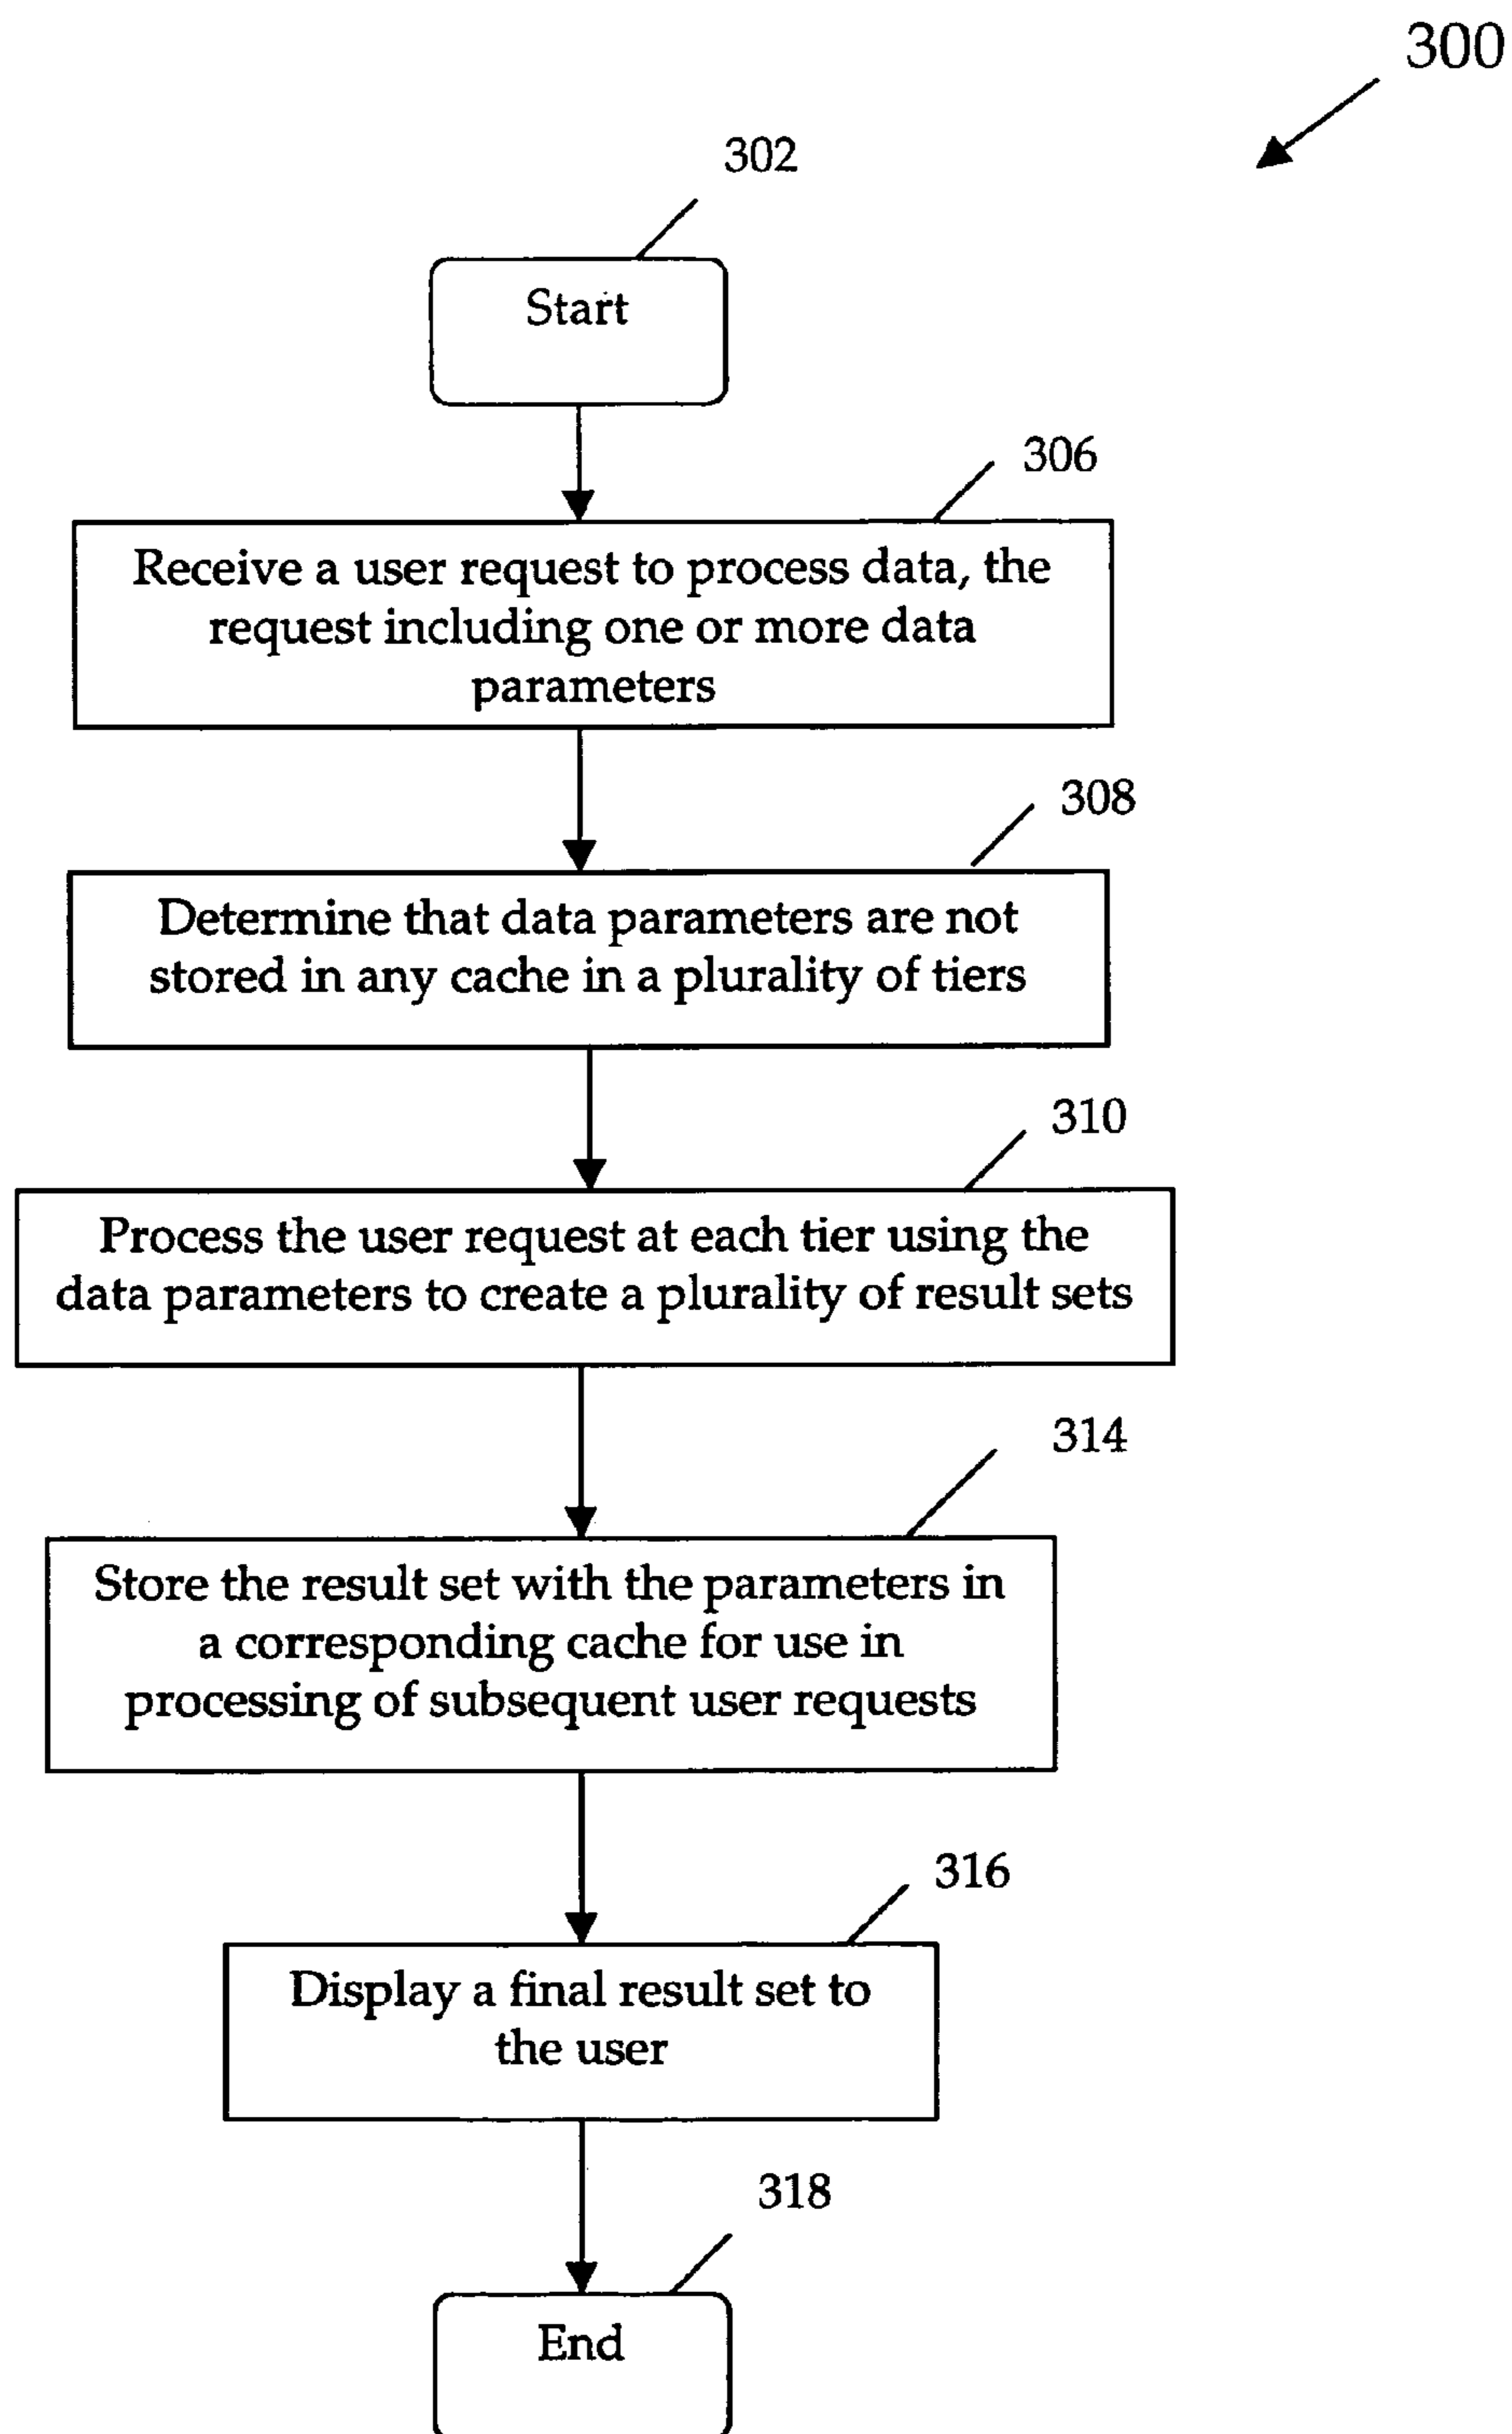 300
302
Start
306
Receive a user request to process data, the
request including one or more data
parameters
308
Determine that data parameters are not
stored in any cache in a plurality of tiers
310
Process the user request at each tier using the
data parameters to create a plurality of result sets
314
Store the result set with the parameters in
a corresponding cache for use in
processing of subsequent user requests
316
Display a final result set to
the user
318
End